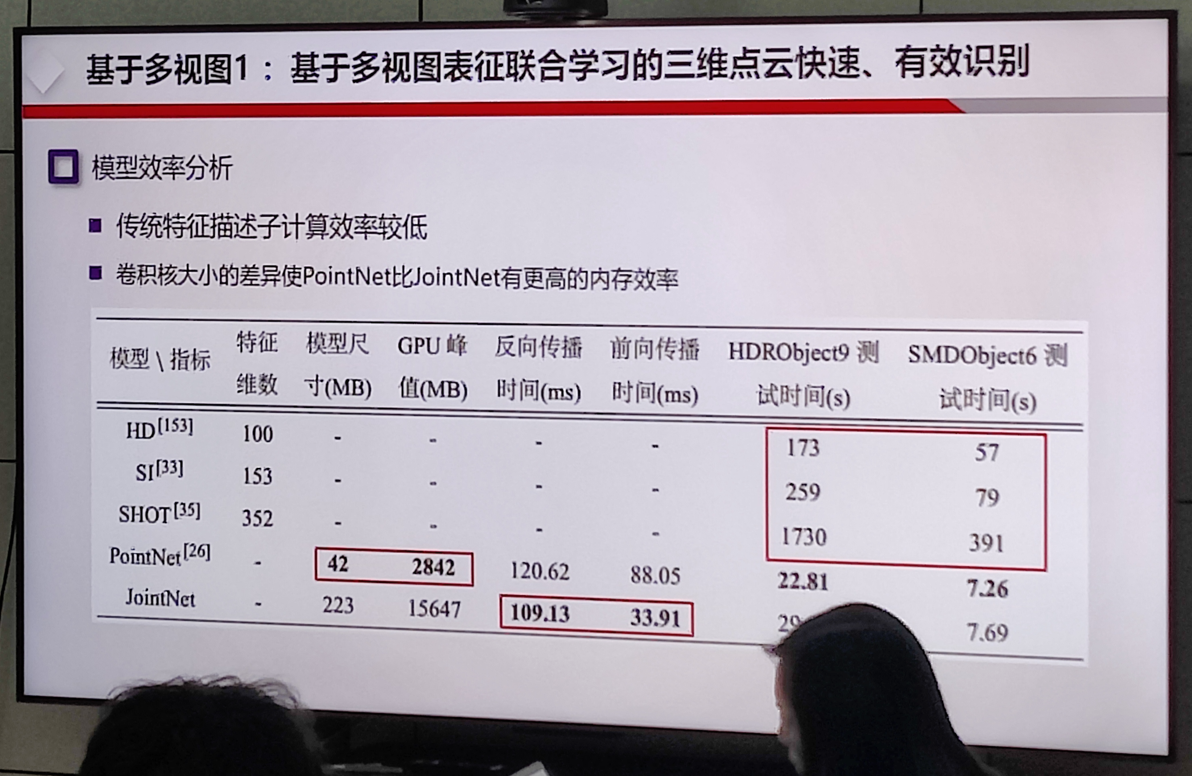 基于多视图1：基于多视图表征联合学习的三维点云快速、有效识别
模型效率分析
传统特征描述子计算效率较低
卷积核大小的差异使PointNet比JointNet有更高的内存效率
模型 \ 指标 特征维数 模型尺寸(MB) GPU 峰值(MB) 反向传播时间(ms) 前向传播时间(ms) HDRObject9 测试时间(s) SMDObject6 测试时间(s)
HD[153] 100 - - - - 173 57
SI[33] 153 - - - - 259 79
SHOT[35] 352 - - - - 1730 391
PointNet[26] - 42 2842 120.62 88.05 22.81 7.26
JointNet - 223 15647 109.13 33.91 7.69